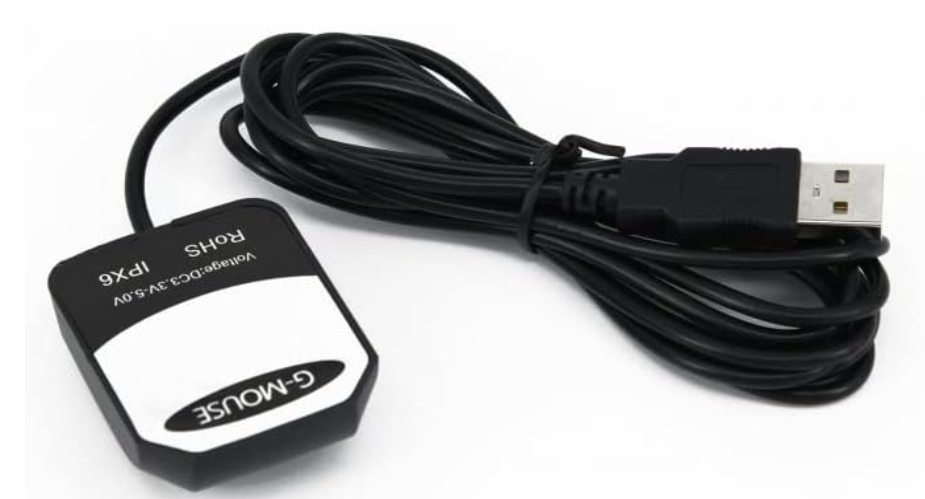 G-MOUSE
Voltage:DC3.3V-5.0V
IPX6 RoHS